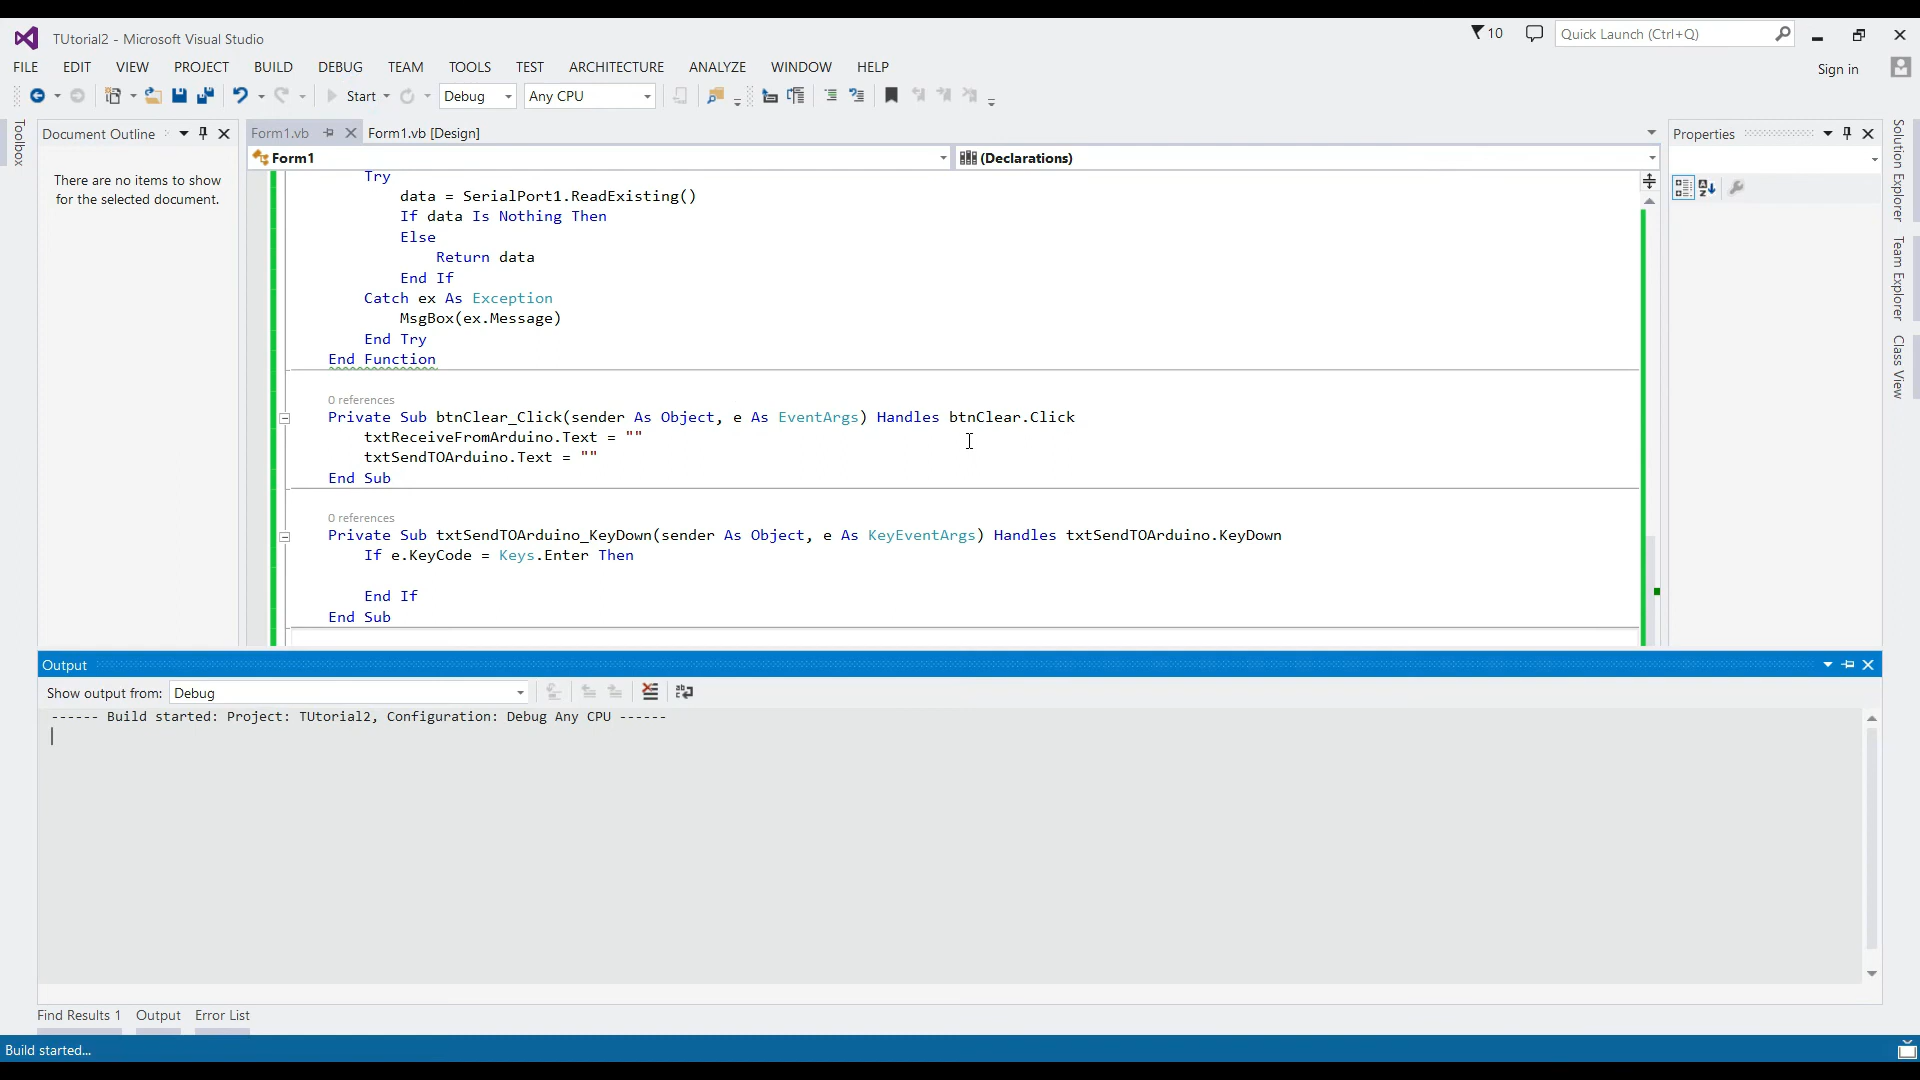 TUtorial2 - Microsoft Visual Studio
10
Quick Launch (Ctrl+Q)
FILE EDIT VIEW PROJECT BUILD DEBUG TEAM TOOLS TEST ARCHITECTURE ANALYZE WINDOW HELP
Sign in
Start Debug Any CPU
Toolbox
Document Outline
There are no items to show
for the selected document.
Form1.vb Form1.vb [Design]
Form1 (Declarations)
Try
data = SerialPort1.ReadExisting()
If data Is Nothing Then
Else
Return data
End If
Catch ex As Exception
MsgBox(ex.Message)
End Try
End Function
0 references
Private Sub btnClear_Click(sender As Object, e As EventArgs) Handles btnClear.Click
txtReceiveFromArduino.Text = ""
txtSendTOArduino.Text = ""
End Sub
0 references
Private Sub txtSendTOArduino_KeyDown(sender As Object, e As KeyEventArgs) Handles txtSendTOArduino.KeyDown
If e.KeyCode = Keys.Enter Then
End If
End Sub
Properties
Solution Explorer
Team Explorer
Class View
Output
Show output from: Debug
------ Build started: Project: TUtorial2, Configuration: Debug Any CPU ------
Find Results 1 Output Error List
Build started...